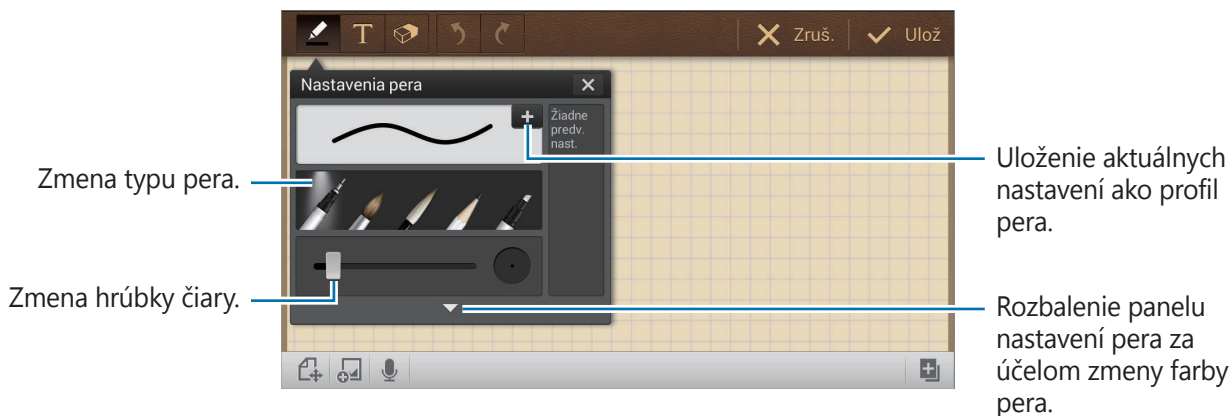 T
Zruš.
Ulož
Nastavenia pera
Žiadne
predv.
nast.
Zmena typu pera.
Zmena hrúbky čiary.
Uloženie aktuálnych
nastavení ako profil
pera.
Rozbalenie panelu
nastavení pera za
účelom zmeny farby
pera.